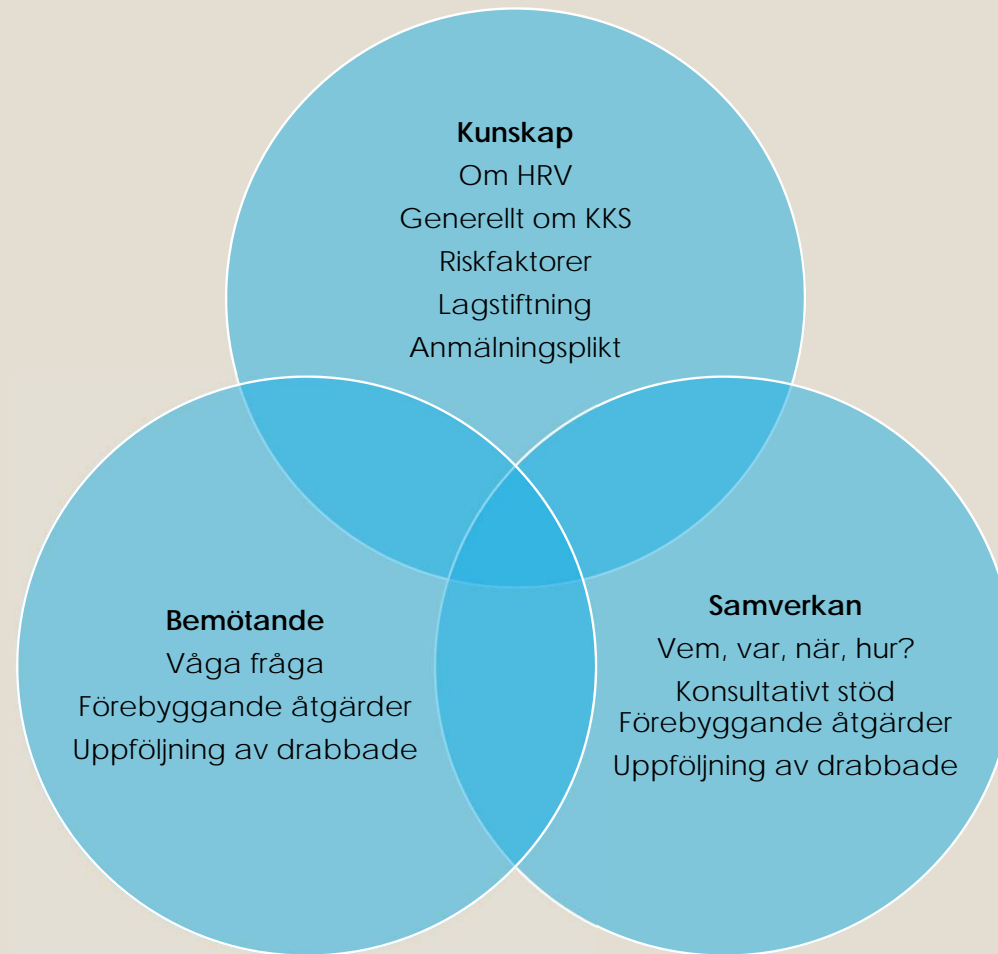 Kunskap
Om HRV
Generellt om KKS
Riskfaktorer
Lagstiftning
Anmälningsplikt
Bemötande
Våga fråga
Förebyggande åtgärder
Uppföljning av drabbade
Samverkan
Vem, var, när, hur?
Konsultativt stöd
Förebyggande åtgärder
Uppföljning av drabbade